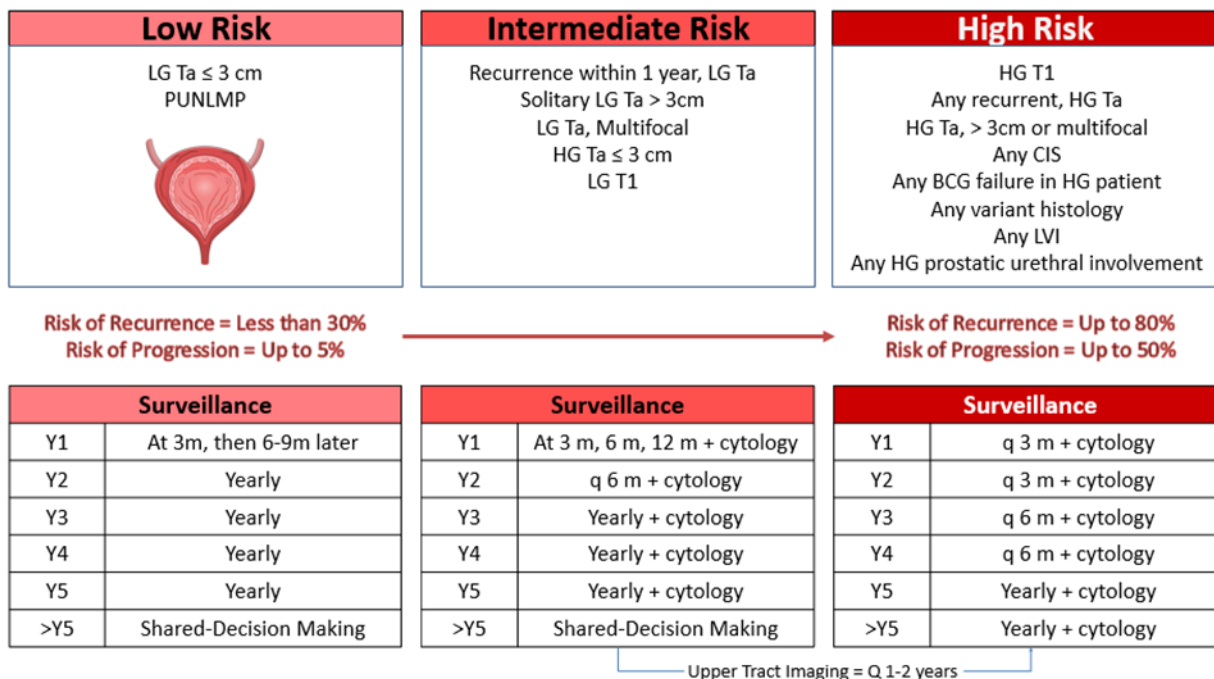 Low Risk
LG Ta ≤ 3 cm
PUNLMP
Intermediate Risk
Recurrence within 1 year, LG Ta
Solitary LG Ta > 3cm
LG Ta, Multifocal
HG Ta ≤ 3 cm
LG T1
High Risk
HG T1
Any recurrent, HG Ta
HG Ta, > 3cm or multifocal
Any CIS
Any BCG failure in HG patient
Any variant histology
Any LVI
Any HG prostatic urethral involvement
Risk of Recurrence = Less than 30%
Risk of Progression = Up to 5%
Risk of Recurrence = Up to 80%
Risk of Progression = Up to 50%
Surveillance
Y1 At 3m, then 6-9m later
Y2 Yearly
Y3 Yearly
Y4 Yearly
Y5 Yearly
>Y5 Shared-Decision Making
Surveillance
Y1 At 3 m, 6 m, 12 m + cytology
Y2 q 6 m + cytology
Y3 Yearly + cytology
Y4 Yearly + cytology
Y5 Yearly + cytology
>Y5 Shared-Decision Making
Surveillance
Y1 q 3 m + cytology
Y2 q 3 m + cytology
Y3 q 6 m + cytology
Y4 q 6 m + cytology
Y5 Yearly + cytology
>Y5 Yearly + cytology
Upper Tract Imaging = Q 1-2 years